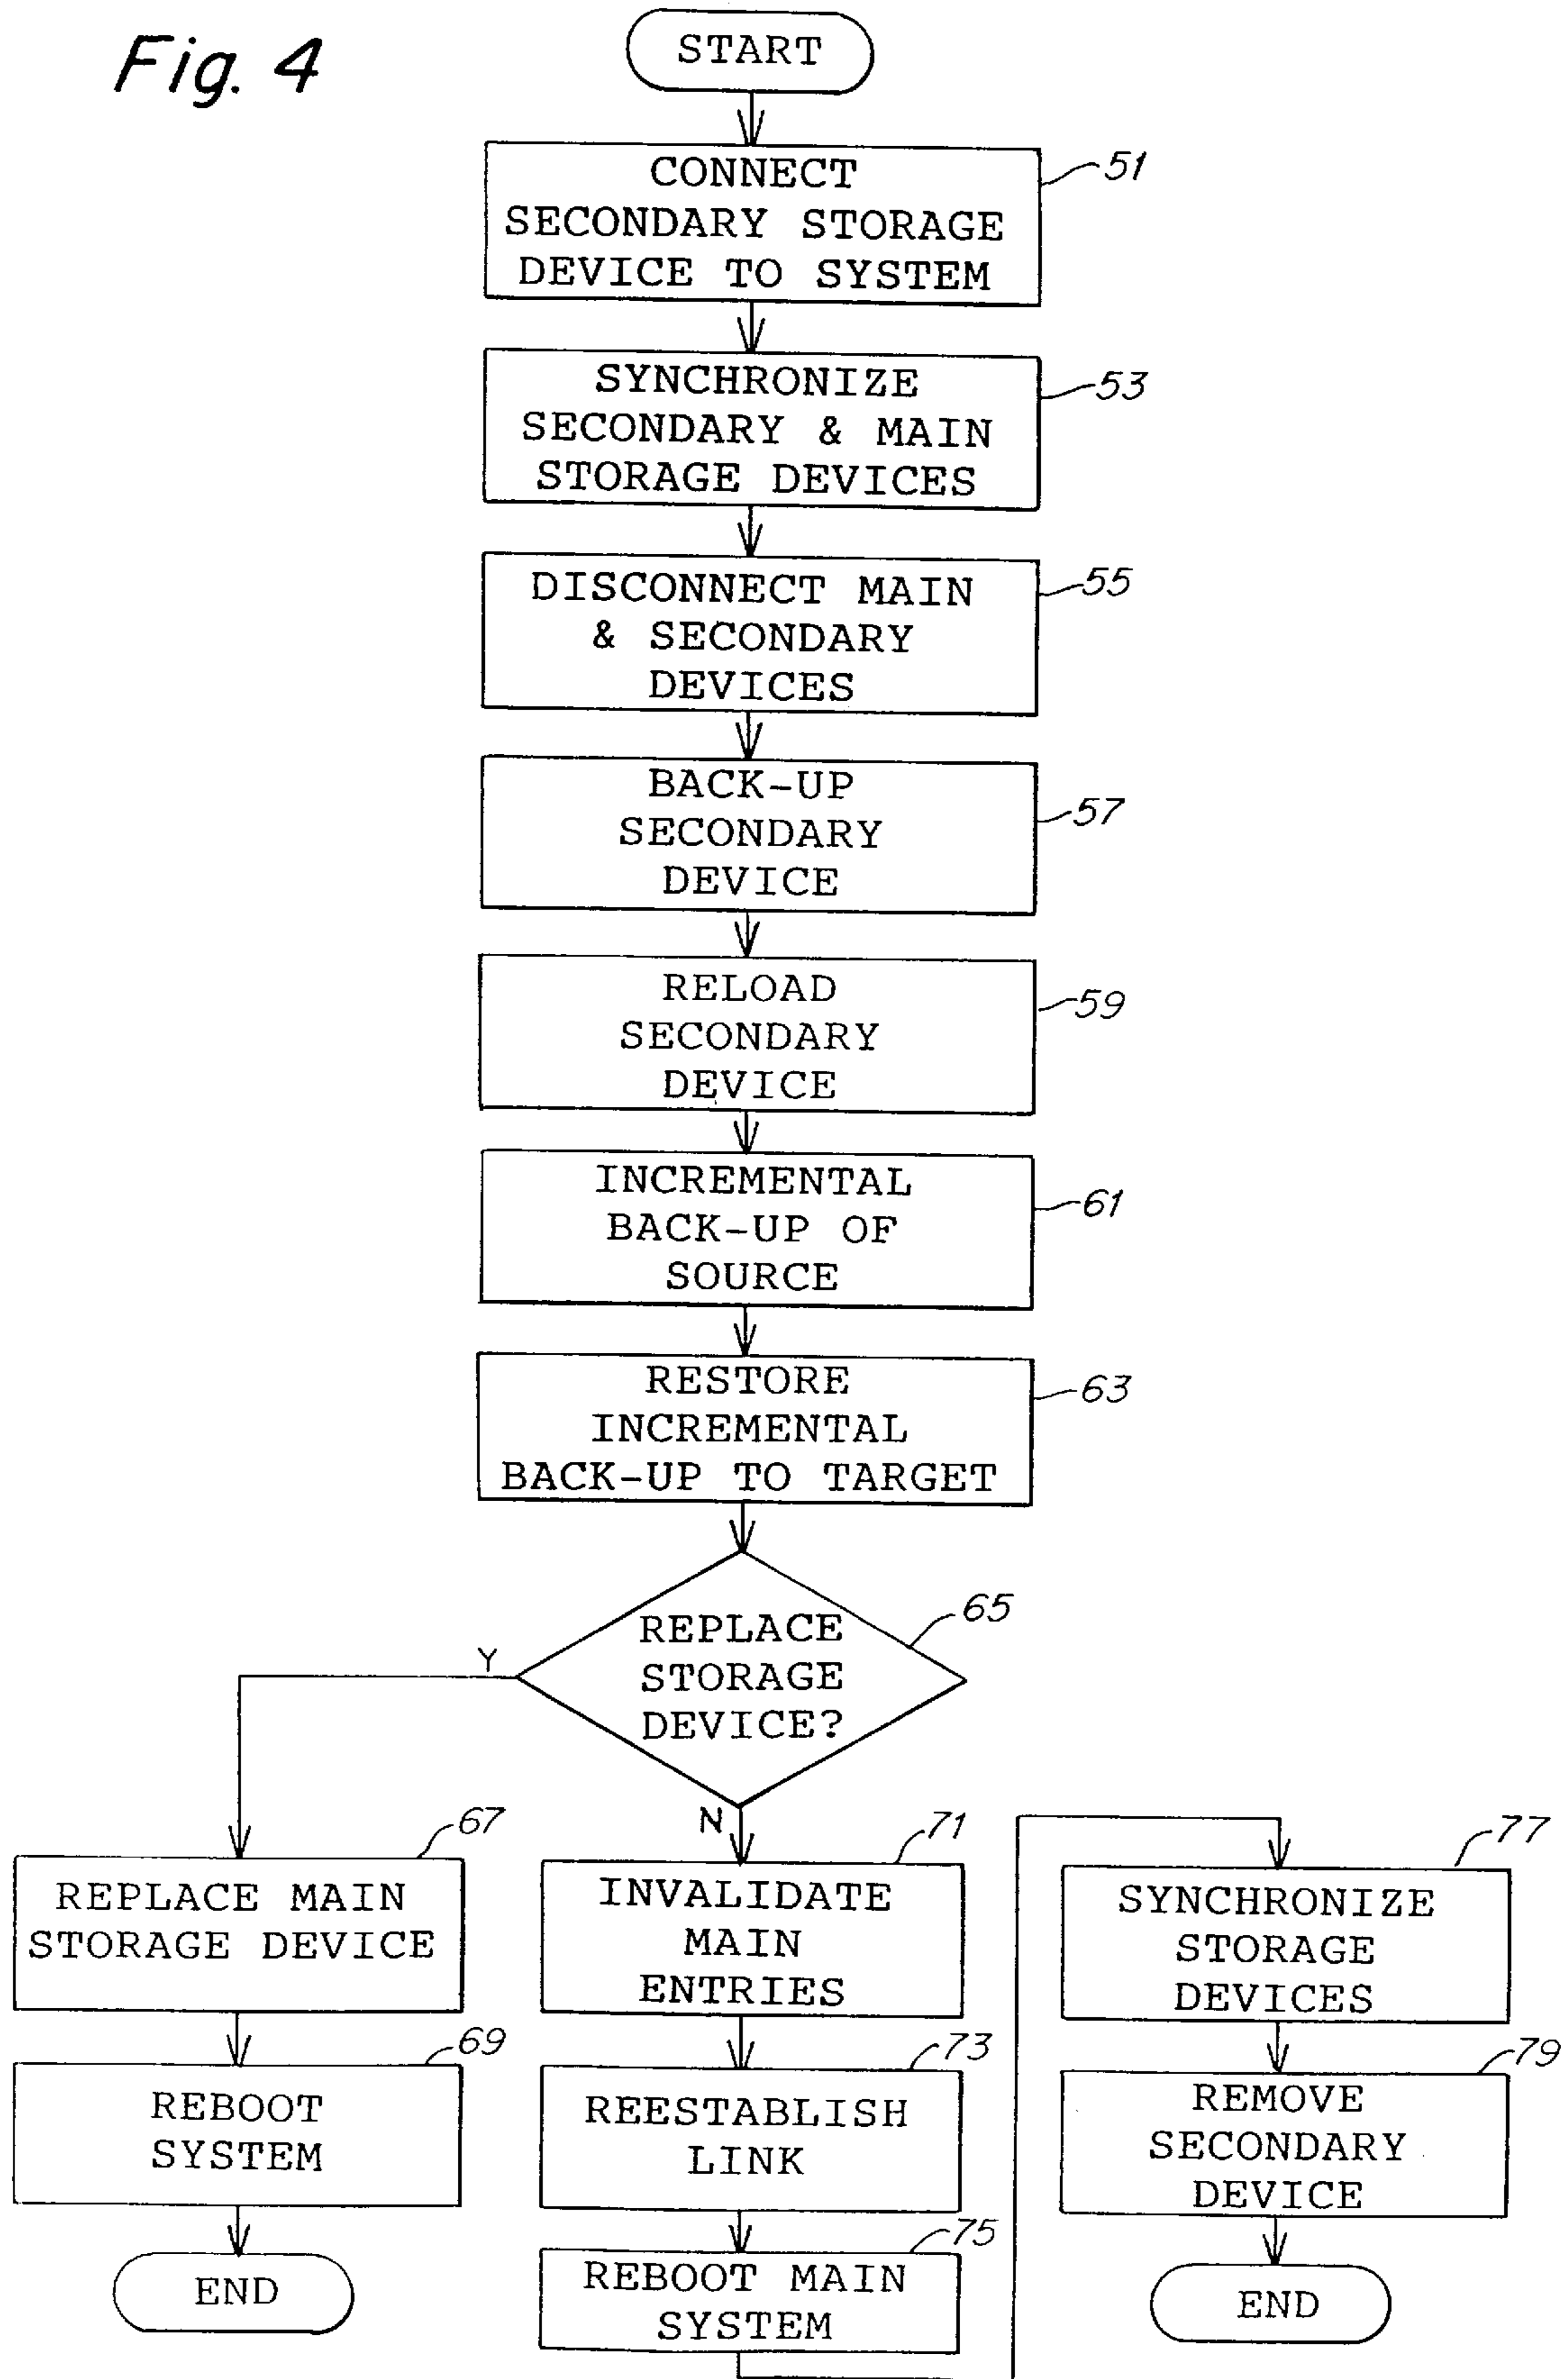 Fig. 4
START
CONNECT
SECONDARY STORAGE
DEVICE TO SYSTEM
51
SYNCHRONIZE
SECONDARY & MAIN
STORAGE DEVICES
53
DISCONNECT MAIN
& SECONDARY
DEVICES
55
BACK-UP
SECONDARY
DEVICE
57
RELOAD
SECONDARY
DEVICE
59
INCREMENTAL
BACK-UP OF
SOURCE
61
RESTORE
INCREMENTAL
BACK-UP TO TARGET
63
REPLACE
STORAGE
DEVICE?
65
Y
N
67
REPLACE MAIN
STORAGE DEVICE
69
REBOOT
SYSTEM
END
71
INVALIDATE
MAIN
ENTRIES
73
REESTABLISH
LINK
75
REBOOT MAIN
SYSTEM
77
SYNCHRONIZE
STORAGE
DEVICES
79
REMOVE
SECONDARY
DEVICE
END